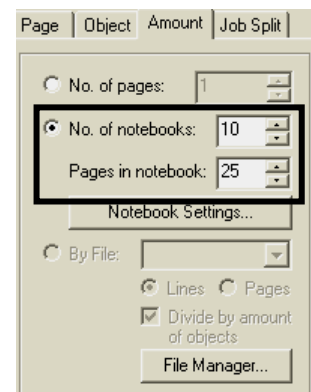 Page Object Amount Job Split
No. of pages: 1
No. of notebooks: 10
Pages in notebook: 25
Notebook Settings...
By File:
Lines Pages
Divide by amount
of objects
File Manager...